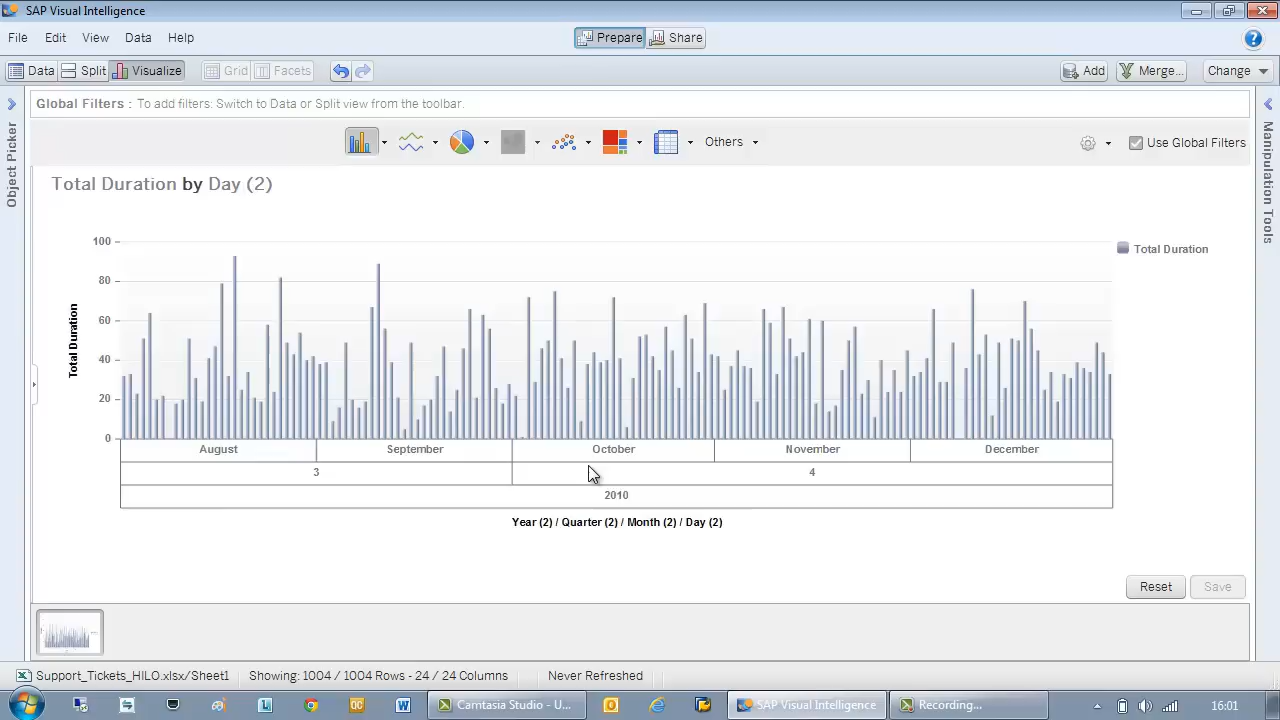 SAP Visual Intelligence
File Edit View Data Help Prepare Share
Data Split Visualize Grid Facets Add Merge... Change
Global Filters : To add filters: Switch to Data or Split view from the toolbar.
Object Picker
Manipulation Tools
Others Use Global Filters
Total Duration by Day (2)
100
80
60
40
20
0
Total Duration
Total Duration
August September October November December
3 4
2010
Year (2) / Quarter (2) / Month (2) / Day (2)
Reset Save
Support_Tickets_HILO.xlsx/Sheet1 Showing: 1004 / 1004 Rows - 24 / 24 Columns Never Refreshed
Camtasia Studio - U... SAP Visual Intelligence Recording... 16:01